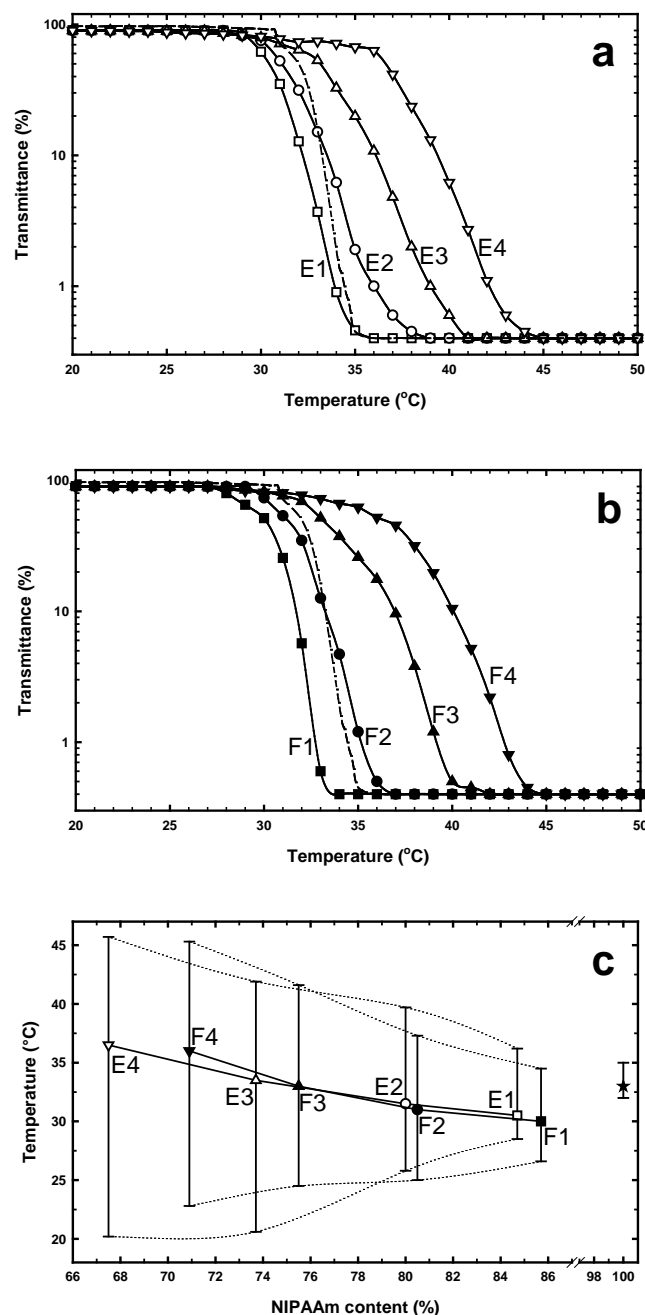 a
100
10
1
Transmittance (%)
E1
E2
E3
E4
20 25 30 35 40 45 50
Temperature (°C)
b
100
10
1
Transmittance (%)
F1
F2
F3
F4
20 25 30 35 40 45 50
Temperature (°C)
c
45
40
35
30
25
20
Temperature (°C)
E4
F4
E3
F3
E2
F2
E1
F1
66 68 70 72 74 76 78 80 82 84 86 98 100
NIPAAm content (%)